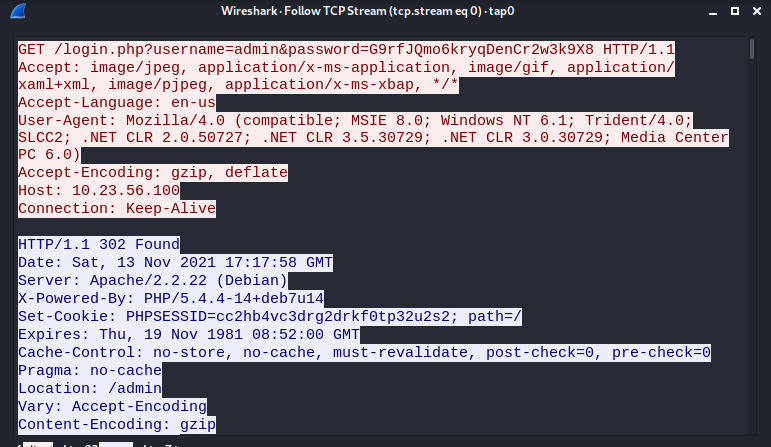 Wireshark · Follow TCP Stream (tcp.stream eq 0) · tap0
GET /login.php?username=admin&password=G9rfJQmo6kryqDenCr2w3k9X8 HTTP/1.1
Accept: image/jpeg, application/x-ms-application, image/gif, application/
xaml+xml, image/pjpeg, application/x-ms-xbap, */*
Accept-Language: en-us
User-Agent: Mozilla/4.0 (compatible; MSIE 8.0; Windows NT 6.1; Trident/4.0;
SLCC2; .NET CLR 2.0.50727; .NET CLR 3.5.30729; .NET CLR 3.0.30729; Media Center
PC 6.0)
Accept-Encoding: gzip, deflate
Host: 10.23.56.100
Connection: Keep-Alive
HTTP/1.1 302 Found
Date: Sat, 13 Nov 2021 17:17:58 GMT
Server: Apache/2.2.22 (Debian)
X-Powered-By: PHP/5.4.4-14+deb7u14
Set-Cookie: PHPSESSID=cc2hb4vc3drg2drkf0tp32u2s2; path=/
Expires: Thu, 19 Nov 1981 08:52:00 GMT
Cache-Control: no-store, no-cache, must-revalidate, post-check=0, pre-check=0
Pragma: no-cache
Location: /admin
Vary: Accept-Encoding
Content-Encoding: gzip